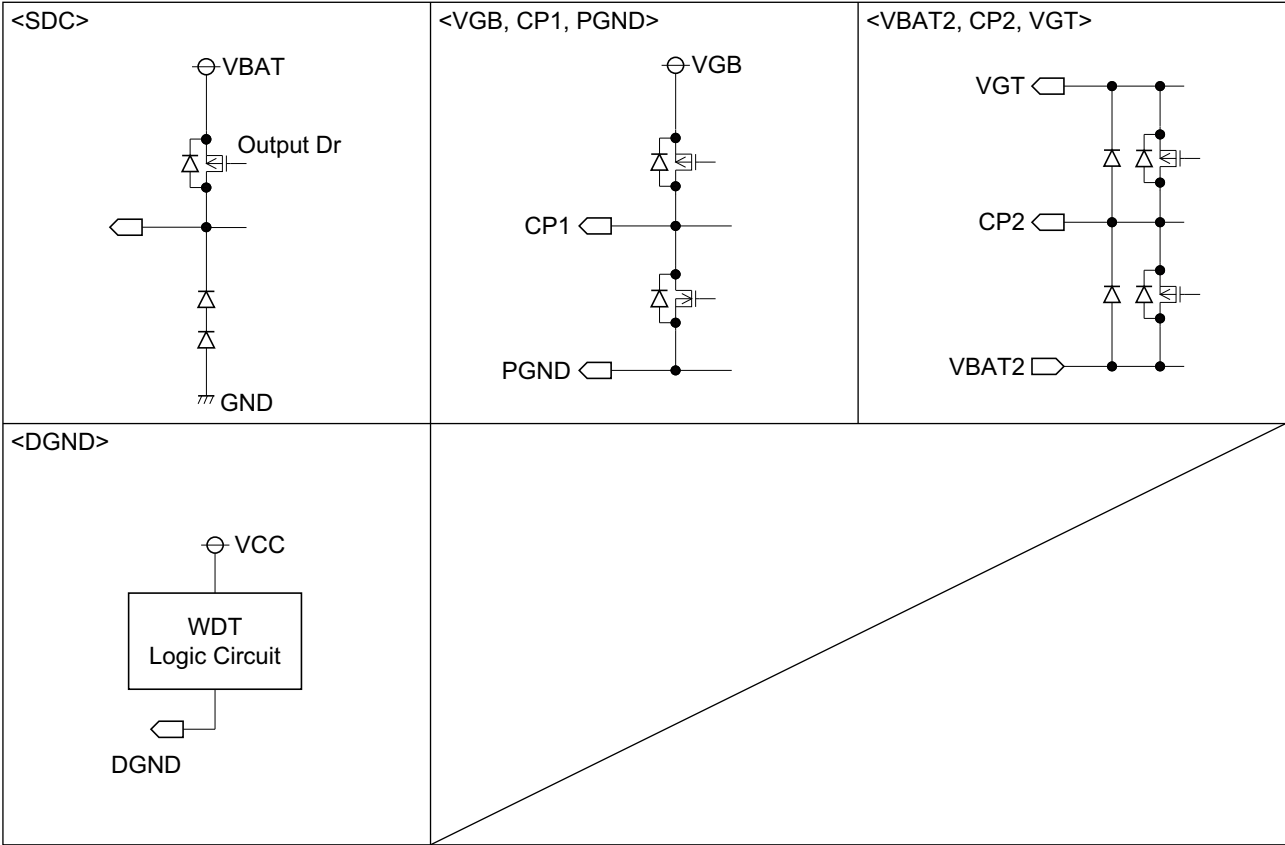 <SDC>
VBAT
Output Dr
GND
<VGB, CP1, PGND>
VGB
CP1
PGND
<VBAT2, CP2, VGT>
VGT
CP2
VBAT2
<DGND>
VCC
WDT
Logic Circuit
DGND